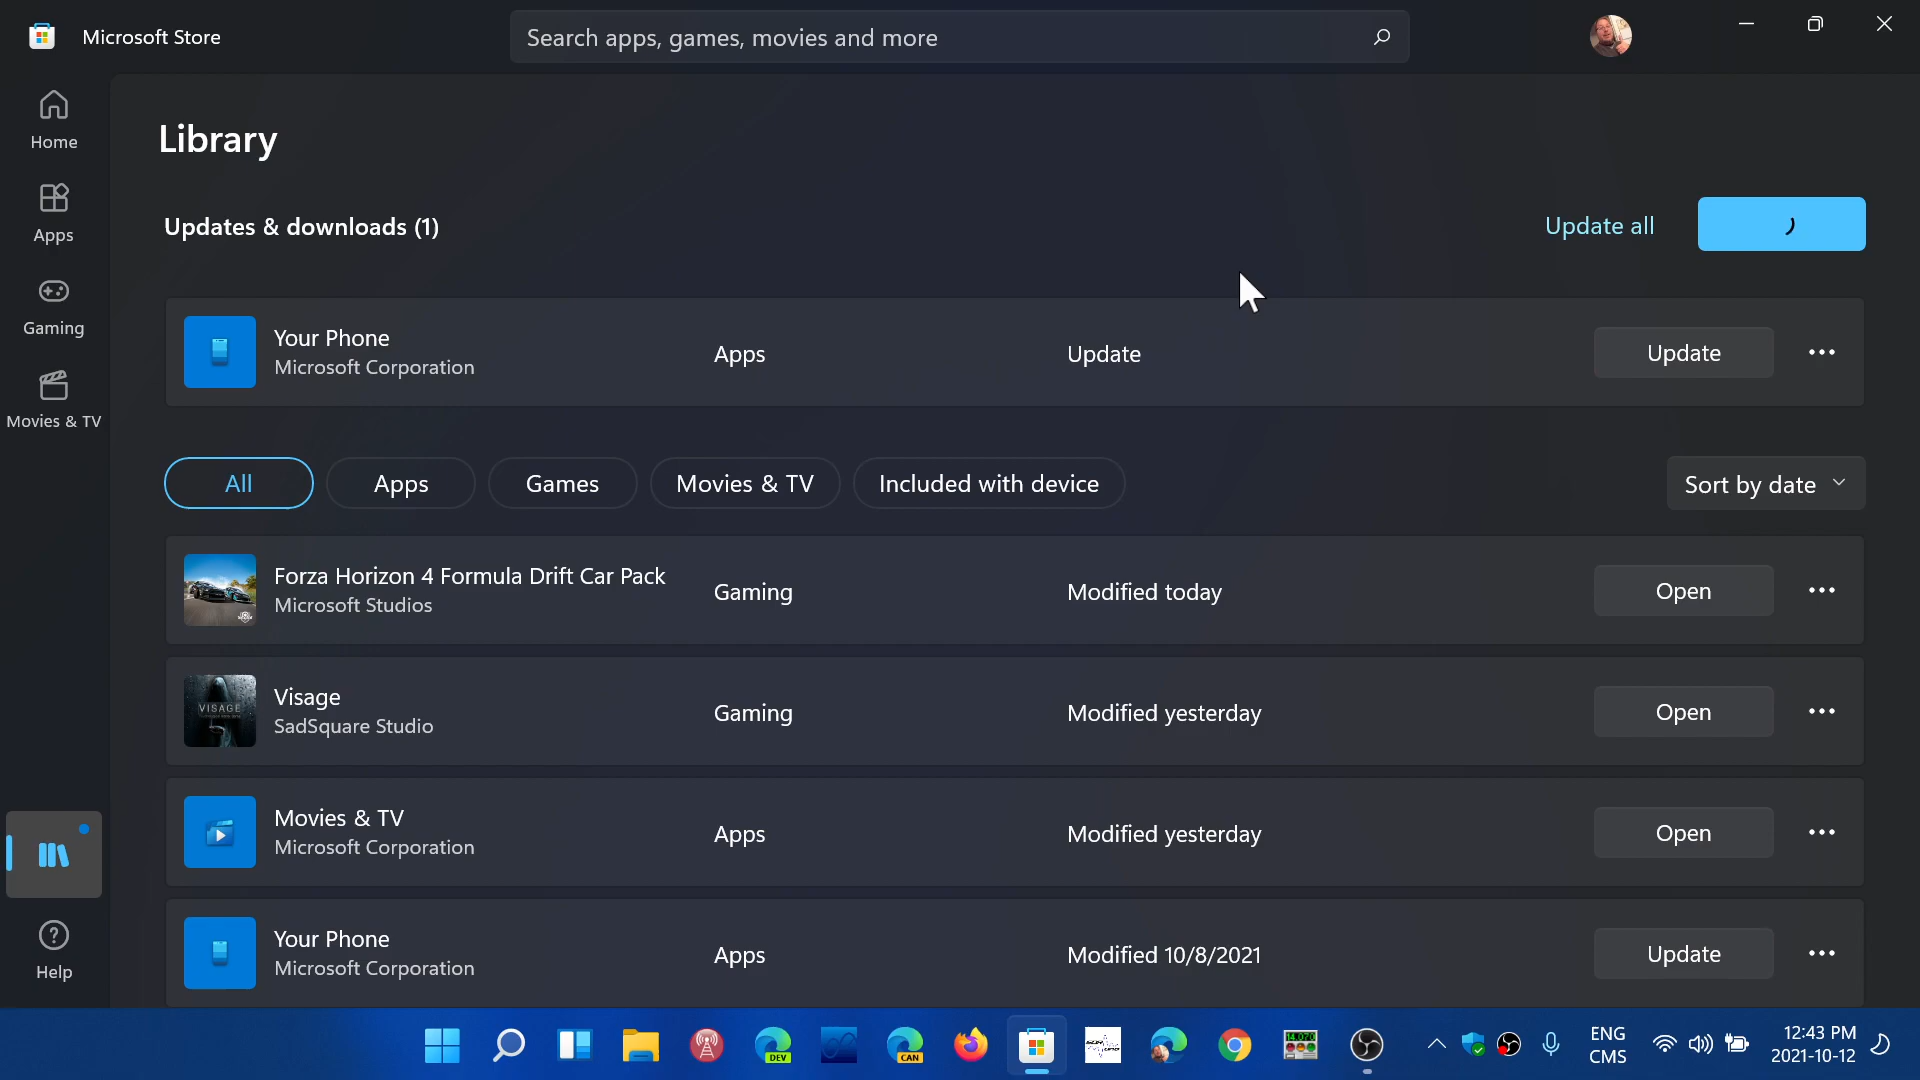 Microsoft Store
Search apps, games, movies and more
Home
Apps
Gaming
Movies & TV
Help
Library
Updates & downloads (1)
Update all
Your Phone
Microsoft Corporation
Apps
Update
Update
All
Apps
Games
Movies & TV
Included with device
Sort by date
Forza Horizon 4 Formula Drift Car Pack
Microsoft Studios
Gaming
Modified today
Open
VISAGE
Visage
SadSquare Studio
Gaming
Modified yesterday
Open
Movies & TV
Microsoft Corporation
Apps
Modified yesterday
Open
Your Phone
Microsoft Corporation
Apps
Modified 10/8/2021
Update
DEV
CAN
ENG
CMS
12:43 PM
2021-10-12